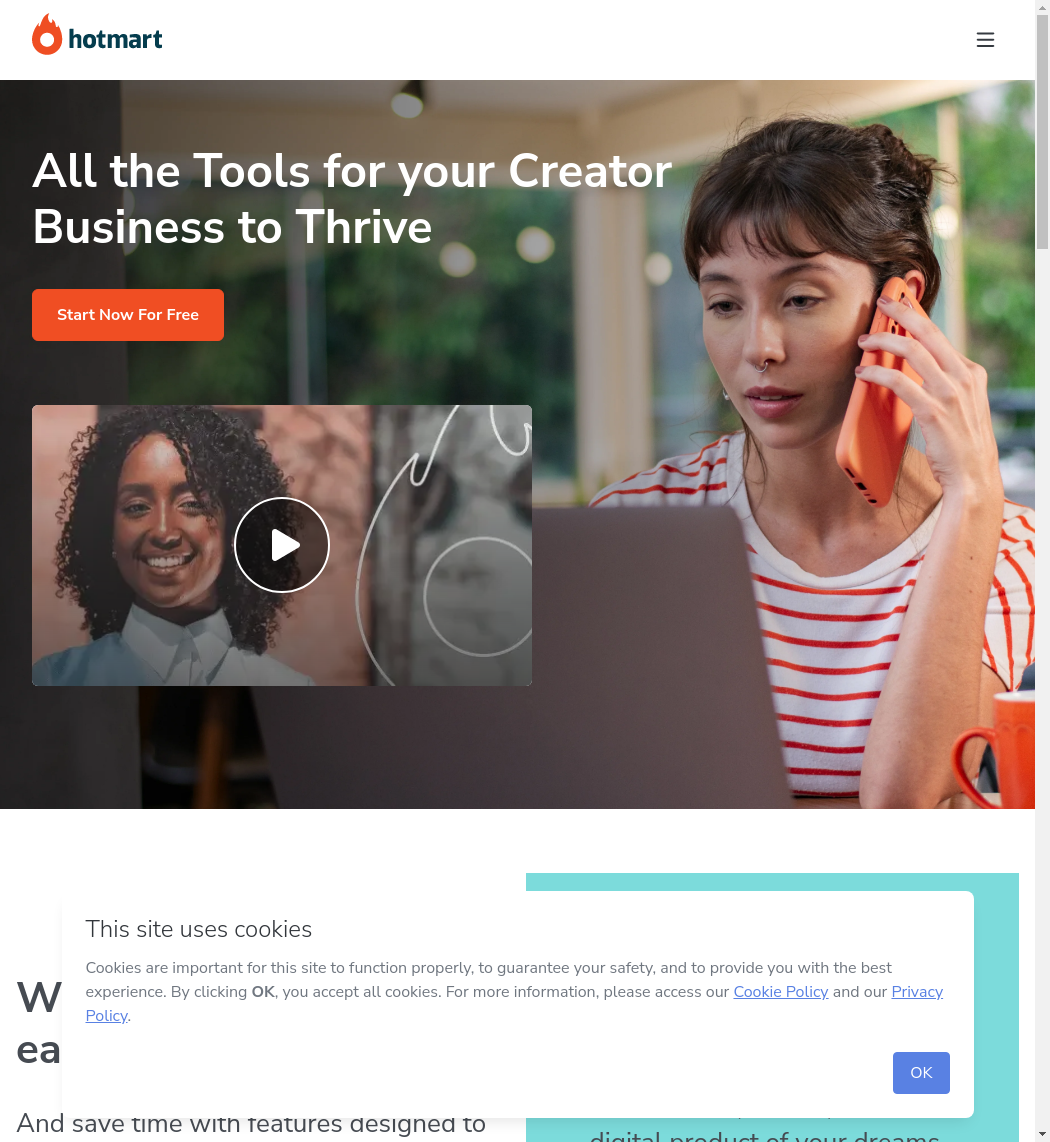 hotmart
All the Tools for your Creator
Business to Thrive
Start Now For Free
This site uses cookies
Cookies are important for this site to function properly, to guarantee your safety, and to provide you with the best
experience. By clicking OK, you accept all cookies. For more information, please access our Cookie Policy and our Privacy
Policy.
OK
And save time with features designed to
digital product of your dreams